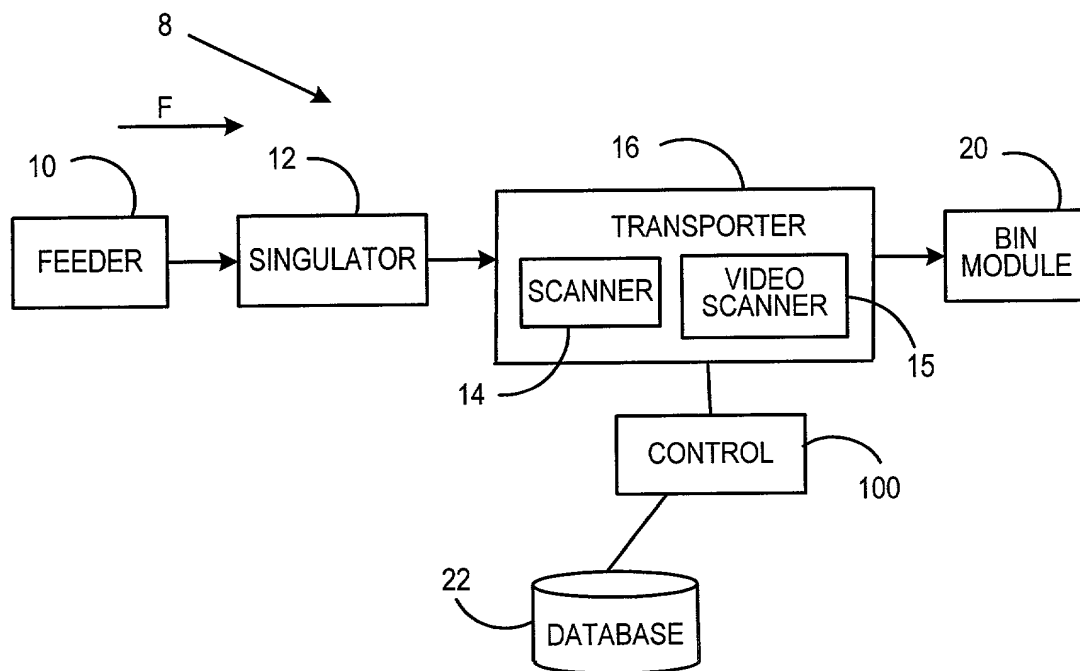 8
F
10
12
16
20
FEEDER
SINGULATOR
TRANSPORTER
SCANNER
VIDEO
SCANNER
BIN
MODULE
14
15
CONTROL
100
22
DATABASE